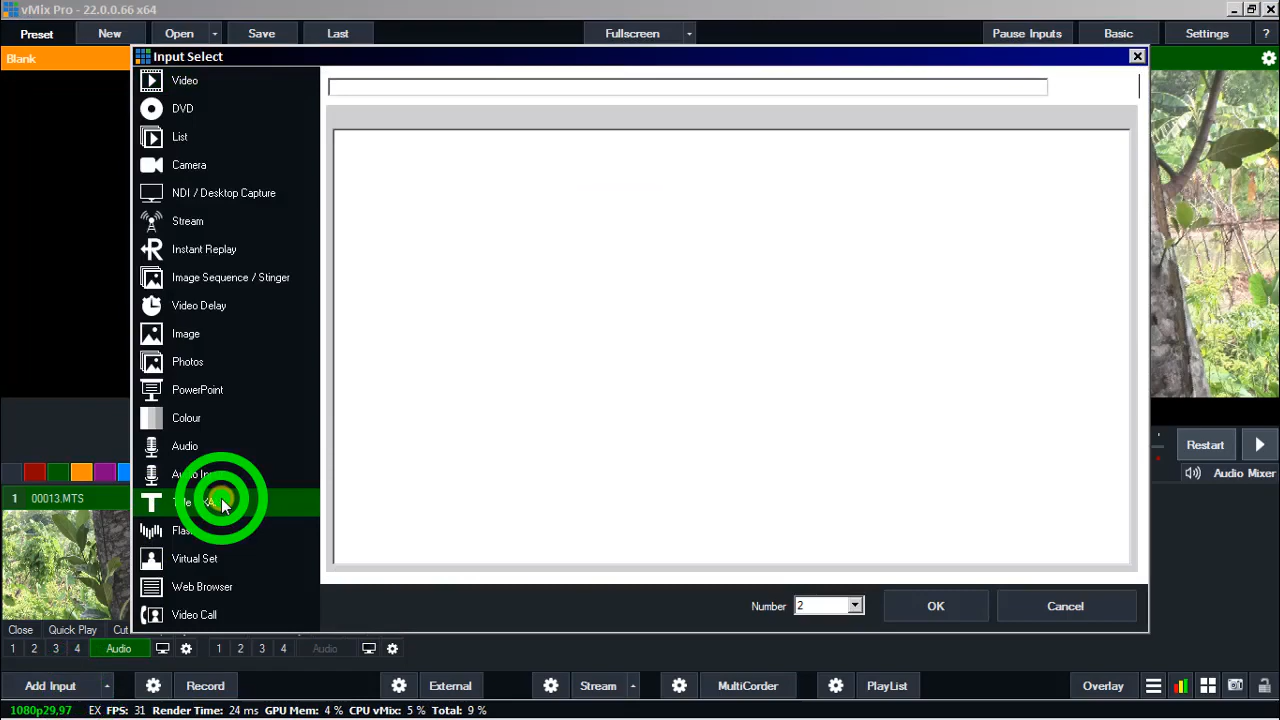 vMix Pro - 22.0.0.66 x64
Preset
New
Open
Save
Last
Fullscreen
Pause Inputs
Basic
Settings
?
Blank
Input Select
Video
DVD
List
Camera
NDI / Desktop Capture
Stream
Instant Replay
Image Sequence / Stinger
Video Delay
Image
Photos
PowerPoint
Colour
Audio
Audio
Virtual Set
Web Browser
Video Call
Number
2
OK
Cancel
Restart
Audio Mixer
1 00013.MTS
Close Quick Play Cut
1 2 3 4 Audio
1 2 3 4 Audio
Add Input
Record
External
Stream
MultiCorder
PlayList
Overlay
1080p29,97 EX FPS: 31 Render Time: 24 ms GPU Mem: 4 % CPU vMix: 5 % Total: 9 %